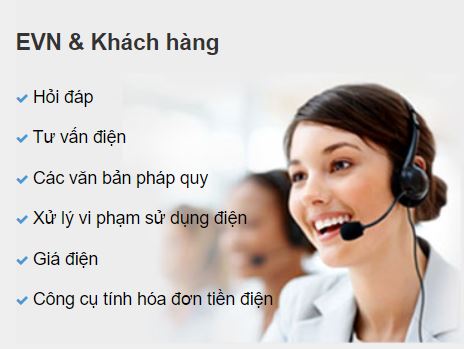 EVN & Khách hàng
Hỏi đáp
Tư vấn điện
Các văn bản pháp quy
Xử lý vi phạm sử dụng điện
Giá điện
Công cụ tính hóa đơn tiền điện